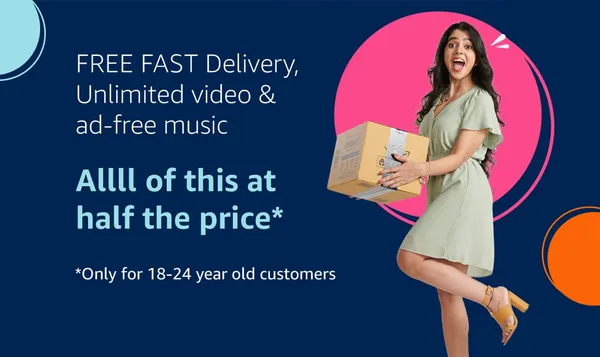 FREE FAST Delivery,
Unlimited video &
ad-free music
Allll of this at
half the price*
*Only for 18-24 year old customers